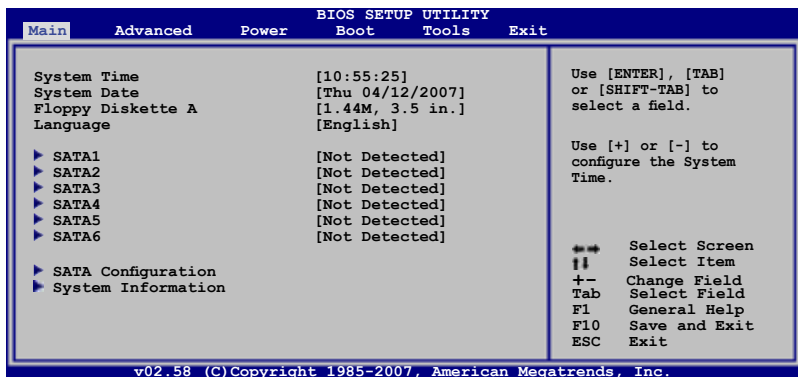 BIOS SETUP UTILITY
Main Advanced Power Boot Tools Exit
System Time [10:55:25]
System Date [Thu 04/12/2007]
Floppy Diskette A [1.44M, 3.5 in.]
Language [English]
SATA1 [Not Detected]
SATA2 [Not Detected]
SATA3 [Not Detected]
SATA4 [Not Detected]
SATA5 [Not Detected]
SATA6 [Not Detected]
SATA Configuration
System Information
Use [ENTER], [TAB]
or [SHIFT-TAB] to
select a field.
Use [+] or [-] to
configure the System
Time.
Select Screen
Select Item
+- Change Field
Tab Select Field
F1 General Help
F10 Save and Exit
ESC Exit
v02.58 (C)Copyright 1985-2007, American Megatrends, Inc.